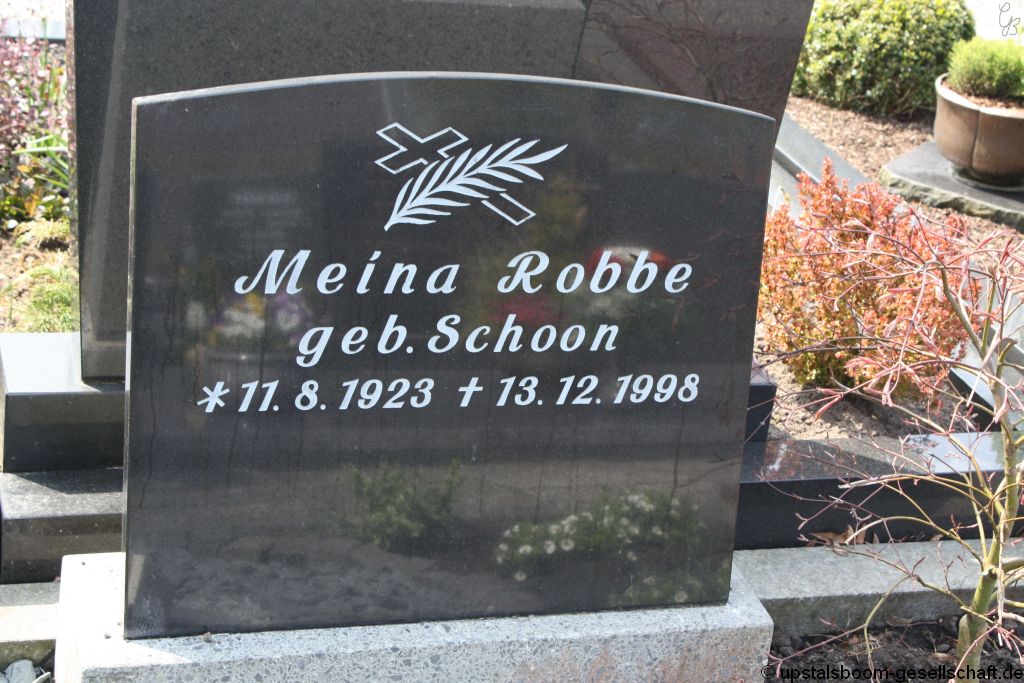 Meina Robbe
geb. Schoon
* 11. 8. 1923 † 13. 12. 1998
© upstalsboom-gesellschaft.de